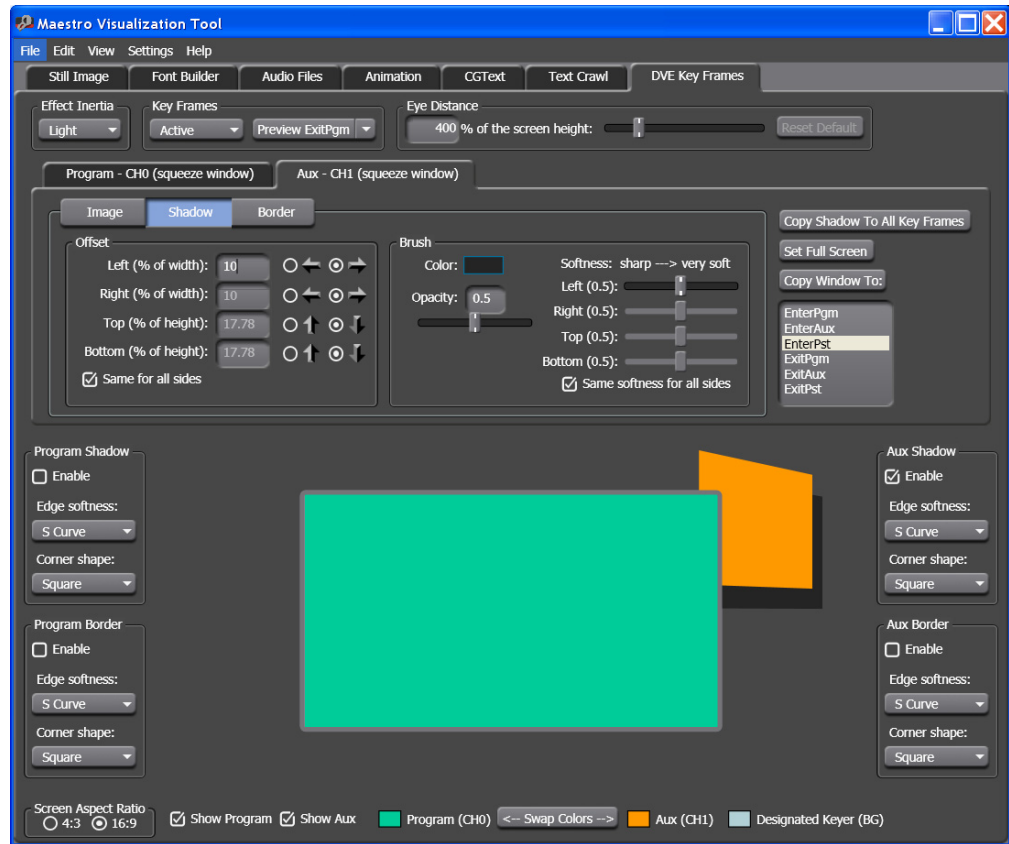 Maestro Visualization Tool
File Edit View Settings Help
Still Image Font Builder Audio Files Animation CGText Text Crawl DVE Key Frames
Effect Inertia Key Frames Eye Distance
Light Active Preview ExitPgm 400 % of the screen height: Reset Default
Program - CH0 (squeeze window) Aux - CH1 (squeeze window)
Image Shadow Border
Copy Shadow To All Key Frames
Set Full Screen
Copy Window To:
EnterPgm
EnterAux
EnterPst
ExitPgm
ExitAux
ExitPst
Offset
Left (% of width): 10
Right (% of width): 10
Top (% of height): 17.78
Bottom (% of height): 17.78
Same for all sides
Brush
Color:
Opacity: 0.5
Softness: sharp ---> very soft
Left (0.5):
Right (0.5):
Top (0.5):
Bottom (0.5):
Same softness for all sides
Program Shadow
Enable
Edge softness:
S Curve
Corner shape:
Square
Program Border
Enable
Edge softness:
S Curve
Corner shape:
Square
Aux Shadow
Enable
Edge softness:
S Curve
Corner shape:
Square
Aux Border
Enable
Edge softness:
S Curve
Corner shape:
Square
Screen Aspect Ratio
4:3 16:9 Show Program Show Aux Program (CH0) <-- Swap Colors --> Aux (CH1) Designated Keyer (BG)